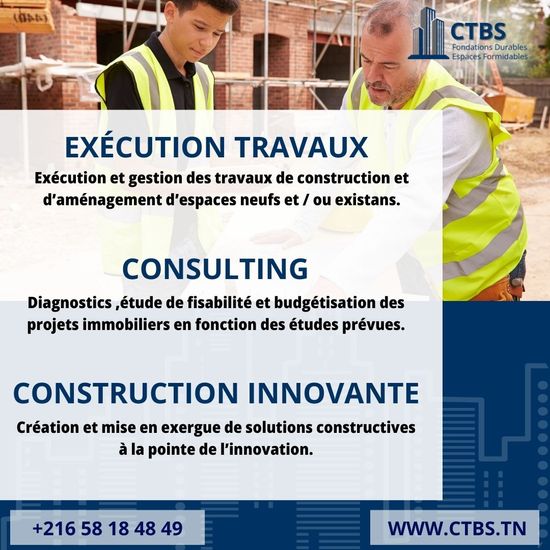 CTBS
Fondations Durables
Espaces Formidables
EXÉCUTION TRAVAUX
Exécution et gestion des travaux de construction et
d’aménagement d’espaces neufs et / ou existans.
CONSULTING
Diagnostics ,étude de fisabilité et budgétisation des
projets immobiliers en fonction des études prévues.
CONSTRUCTION INNOVANTE
Création et mise en exergue de solutions constructives
à la pointe de l’innovation.
+216 58 18 48 49
WWW.CTBS.TN